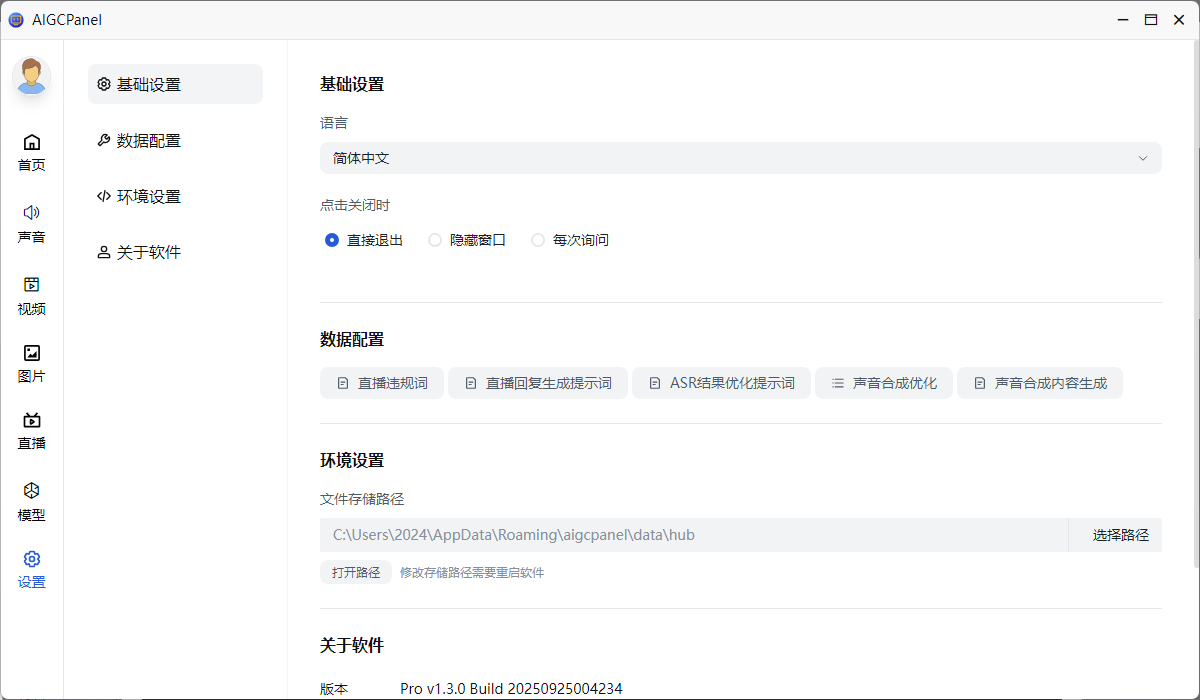 AIGCPanel
首页
声音
视频
图片
直播
模型
设置
基础设置
数据配置
环境设置
关于软件
基础设置
语言
简体中文
点击关闭时
直接退出 隐藏窗口 每次询问
数据配置
直播违规词 直播回复生成提示词 ASR结果优化提示词 声音合成优化 声音合成内容生成
环境设置
文件存储路径
C:\Users\2024\AppData\Roaming\aigcpanel\data\hub 选择路径
打开路径 修改存储路径需要重启软件
关于软件
版本 Pro v1.3.0 Build 20250925004234